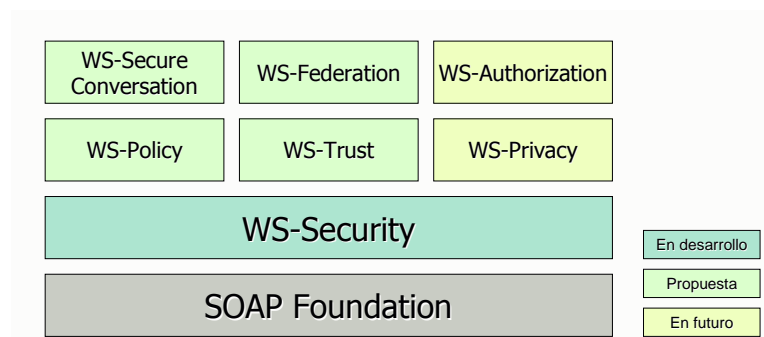 WS-Secure
Conversation
WS-Federation
WS-Authorization
WS-Policy
WS-Trust
WS-Privacy
WS-Security
SOAP Foundation
En desarrollo
Propuesta
En futuro